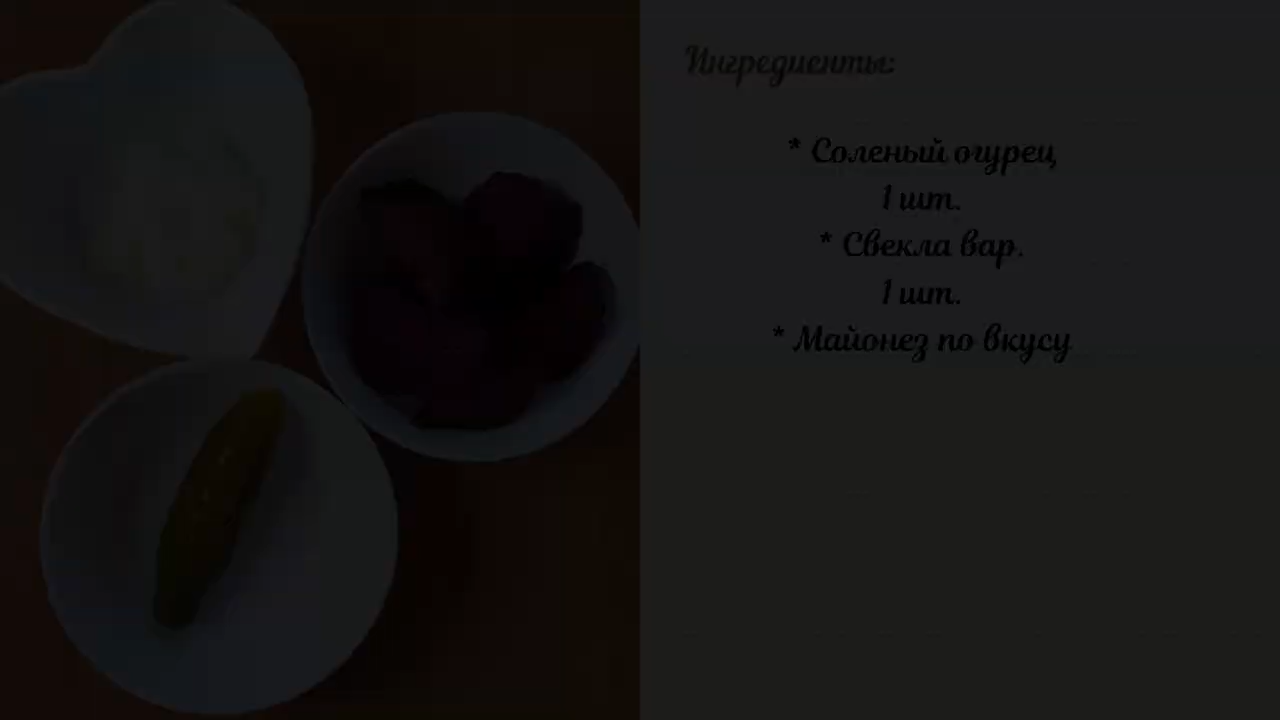 Ингредиенты:
* Соленый огурец
1 шт.
* Свекла вар.
1 шт.
* Майонез по вкусу